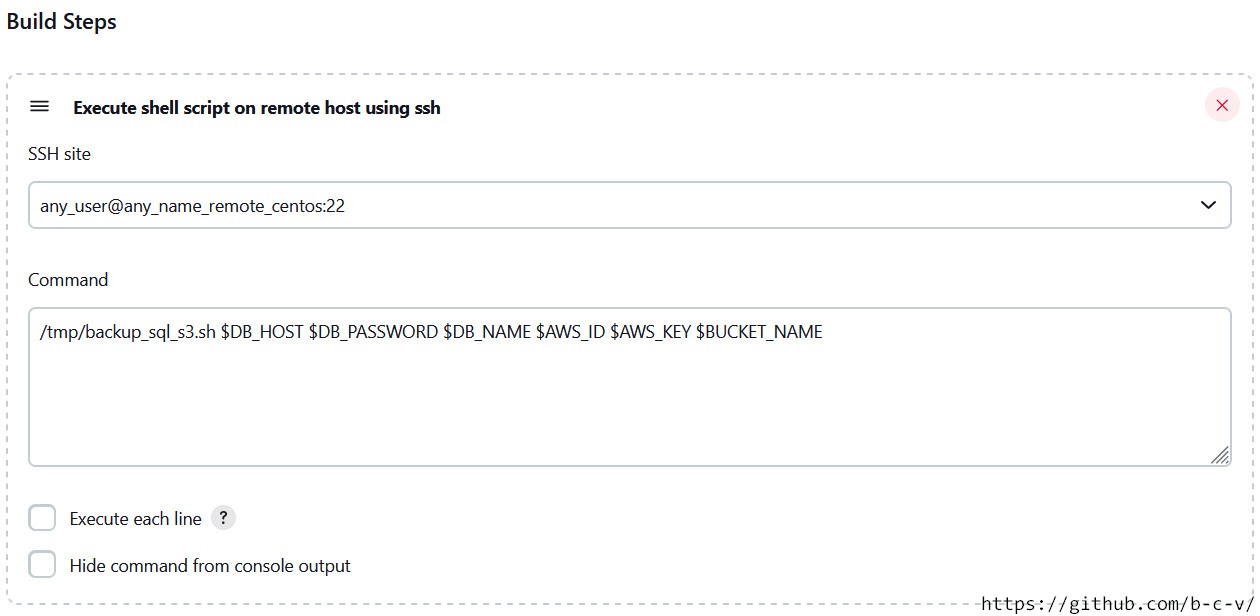 Build Steps
Execute shell script on remote host using ssh
SSH site
any_user@any_name_remote_centos:22
Command
/tmp/backup_sql_s3.sh $DB_HOST $DB_PASSWORD $DB_NAME $AWS_ID $AWS_KEY $BUCKET_NAME
Execute each line ?
Hide command from console output
https://github.com/b-c-v/